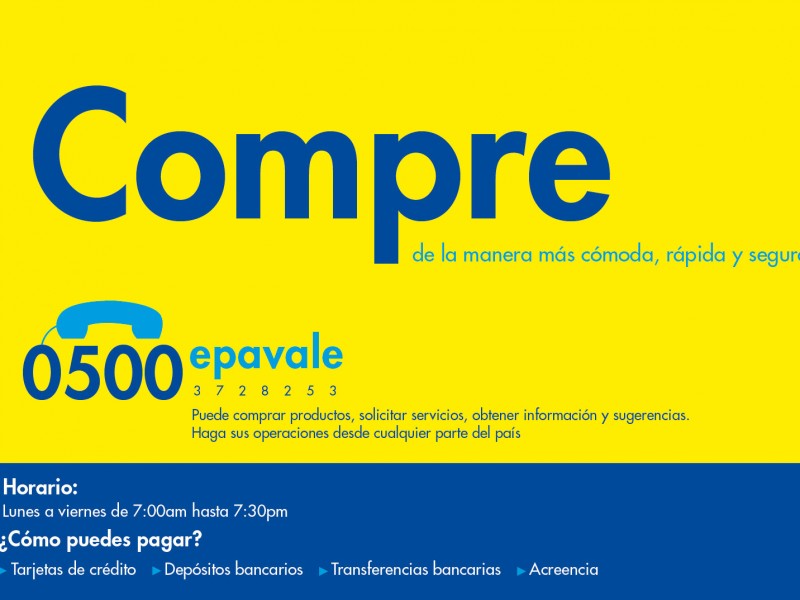 Compre
de la manera más cómoda, rápida y segura
0500 epavale
3 7 2 8 2 5 3
Puede comprar productos, solicitar servicios, obtener información y sugerencias.
Haga sus operaciones desde cualquier parte del país
Horario:
Lunes a viernes de 7:00am hasta 7:30pm
¿Cómo puedes pagar?
Tarjetas de crédito Depósitos bancarios Transferencias bancarias Acreencia